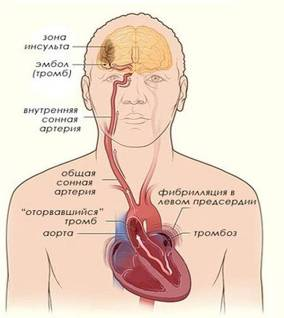 зона
инсульта
эмбол
(тромб)
внутренняя
сонная
артерия
общая
сонная
артерия
фибрилляция в
левом предсердии
"оторвавшийся"
тромб
аорта
тромбоз